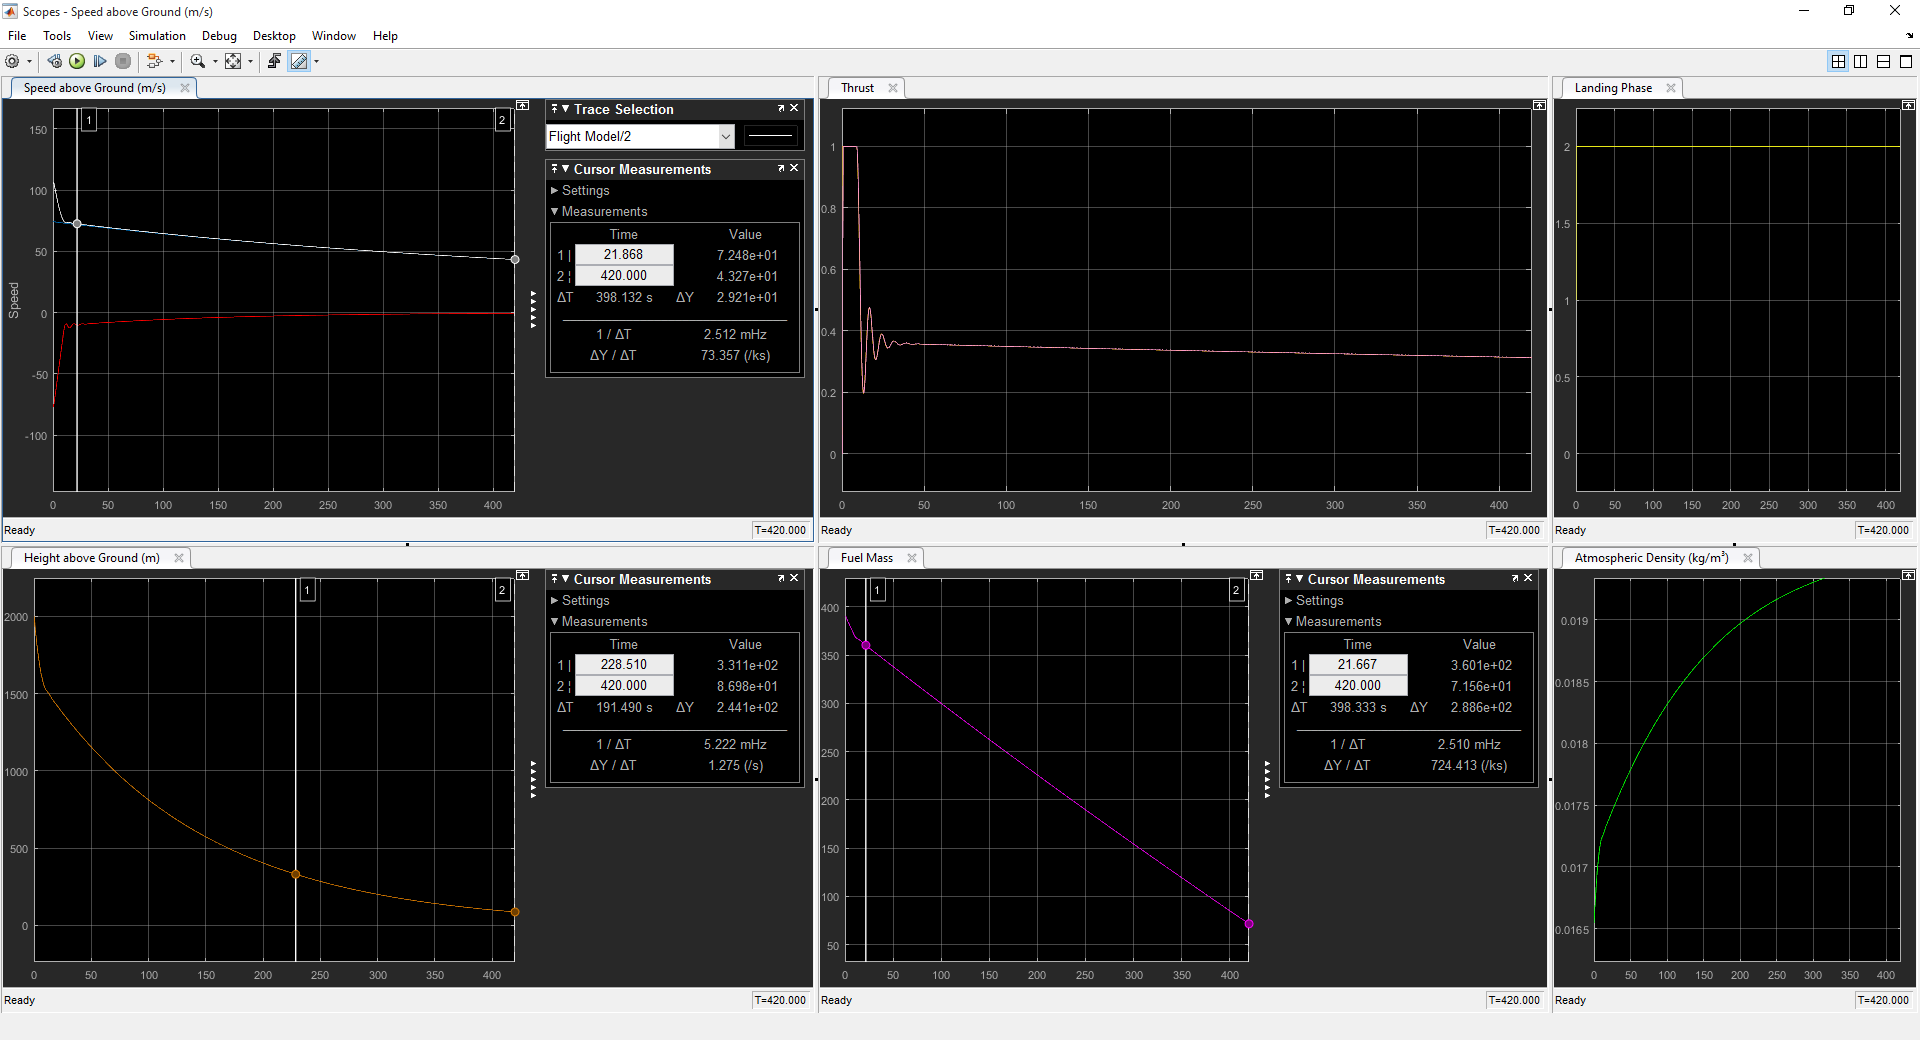 Scopes - Speed above Ground (m/s)
File Tools View Simulation Debug Desktop Window Help
Speed above Ground (m/s)
1
2
150
100
50
0
-50
-100
Speed
0 50 100 150 200 250 300 350 400
Trace Selection
Flight Model/2
Cursor Measurements
Settings
Measurements
Time Value
1 | 21.868 7.248e+01
2 ¦ 420.000 4.327e+01
ΔT 398.132 s ΔY 2.921e+01
1 / ΔT 2.512 mHz
ΔY / ΔT 73.357 (/ks)
Ready T=420.000
Thrust
1
0.8
0.6
0.4
0.2
0
0 50 100 150 200 250 300 350 400
Ready T=420.000
Landing Phase
2
1.5
1
0.5
0
0 50 100 150 200 250 300 350 400
Ready T=420.000
Height above Ground (m)
1
2
2000
1500
1000
500
0
0 50 100 150 200 250 300 350 400
Cursor Measurements
Settings
Measurements
Time Value
1 | 228.510 3.311e+02
2 ¦ 420.000 8.698e+01
ΔT 191.490 s ΔY 2.441e+02
1 / ΔT 5.222 mHz
ΔY / ΔT 1.275 (/s)
Ready T=420.000
Fuel Mass
1
2
400
350
300
250
200
150
100
50
0 50 100 150 200 250 300 350 400
Cursor Measurements
Settings
Measurements
Time Value
1 | 21.667 3.601e+02
2 ¦ 420.000 7.156e+01
ΔT 398.333 s ΔY 2.886e+02
1 / ΔT 2.510 mHz
ΔY / ΔT 724.413 (/ks)
Ready T=420.000
Atmospheric Density (kg/m³)
0.019
0.0185
0.018
0.0175
0.017
0.0165
0 50 100 150 200 250 300 350 400
Ready T=420.000